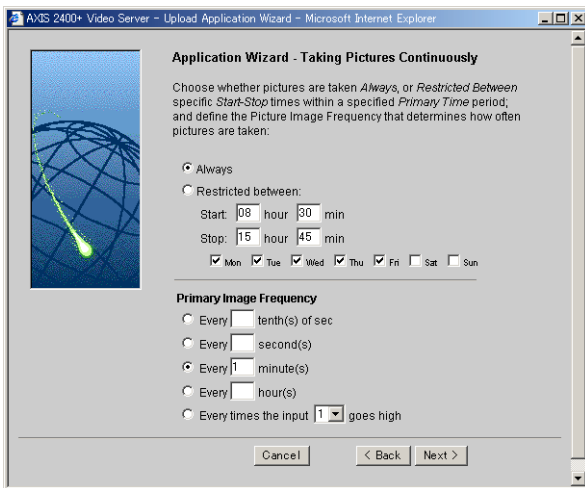 AXIS 2400+ Video Server - Upload Application Wizard - Microsoft Internet Explorer
Application Wizard - Taking Pictures Continuously
Choose whether pictures are taken Always, or Restricted Between
specific Start-Stop times within a specified Primary Time period;
and define the Picture Image Frequency that determines how often
pictures are taken:
Always
Restricted between:
Start: 08 hour 30 min
Stop: 15 hour 45 min
Mon Tue Wed Thu Fri Sat Sun
Primary Image Frequency
Every tenth(s) of sec
Every second(s)
Every 1 minute(s)
Every hour(s)
Every times the input 1 goes high
Cancel < Back Next >